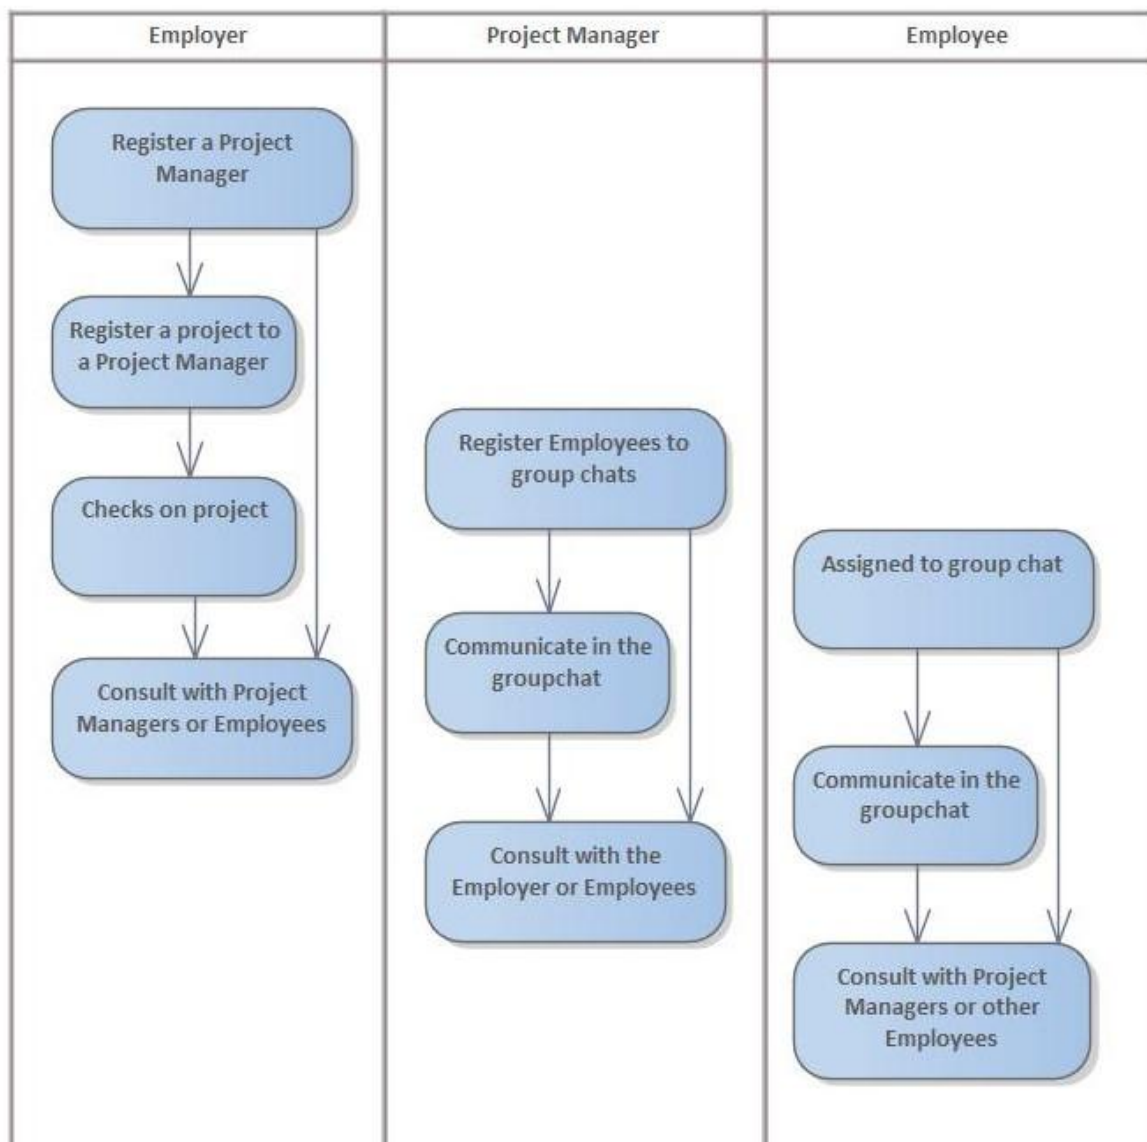 Employer
Project Manager
Employee
Register a Project
Manager
Register a project to
a Project Manager
Checks on project
Consult with Project
Managers or Employees
Register Employees to
group chats
Communicate in the
groupchat
Consult with the
Employer or Employees
Assigned to group chat
Communicate in the
groupchat
Consult with Project
Managers or other
Employees